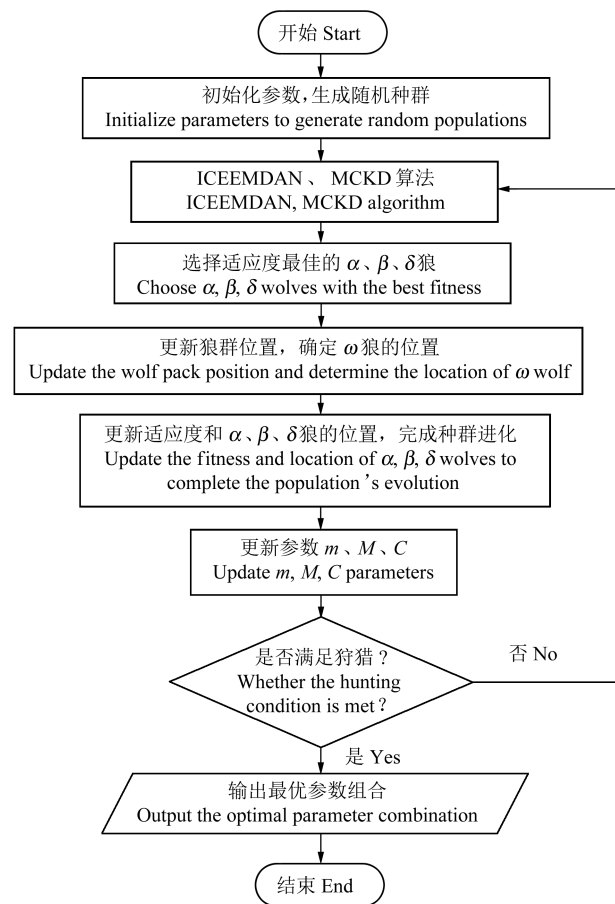 开始 Start
初始化参数,生成随机种群
Initialize parameters to generate random populations
ICEEMDAN 、 MCKD 算法
ICEEMDAN, MCKD algorithm
选择适应度最佳的 α、β、δ狼
Choose α, β, δ wolves with the best fitness
更新狼群位置，确定 ω狼的位置
Update the wolf pack position and determine the location of ω wolf
更新适应度和 α、β、δ狼的位置，完成种群进化
Update the fitness and location of α, β, δ wolves to
complete the population’s evolution
更新参数 m、M、C
Update m, M, C parameters
是否满足狩猎？
Whether the hunting
condition is met？
否 No
是 Yes
输出最优参数组合
Output the optimal parameter combination
结束 End